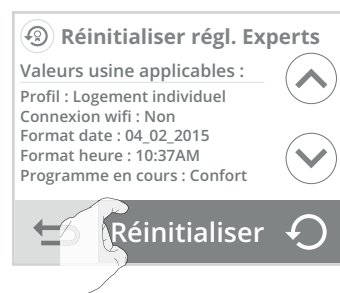 Réinitialiser régl. Experts
Valeurs usine applicables :
Profil : Logement individuel
Connexion wifi : Non
Format date : 04_02_2015
Format heure : 10:37AM
Programme en cours : Confort
Réinitialiser